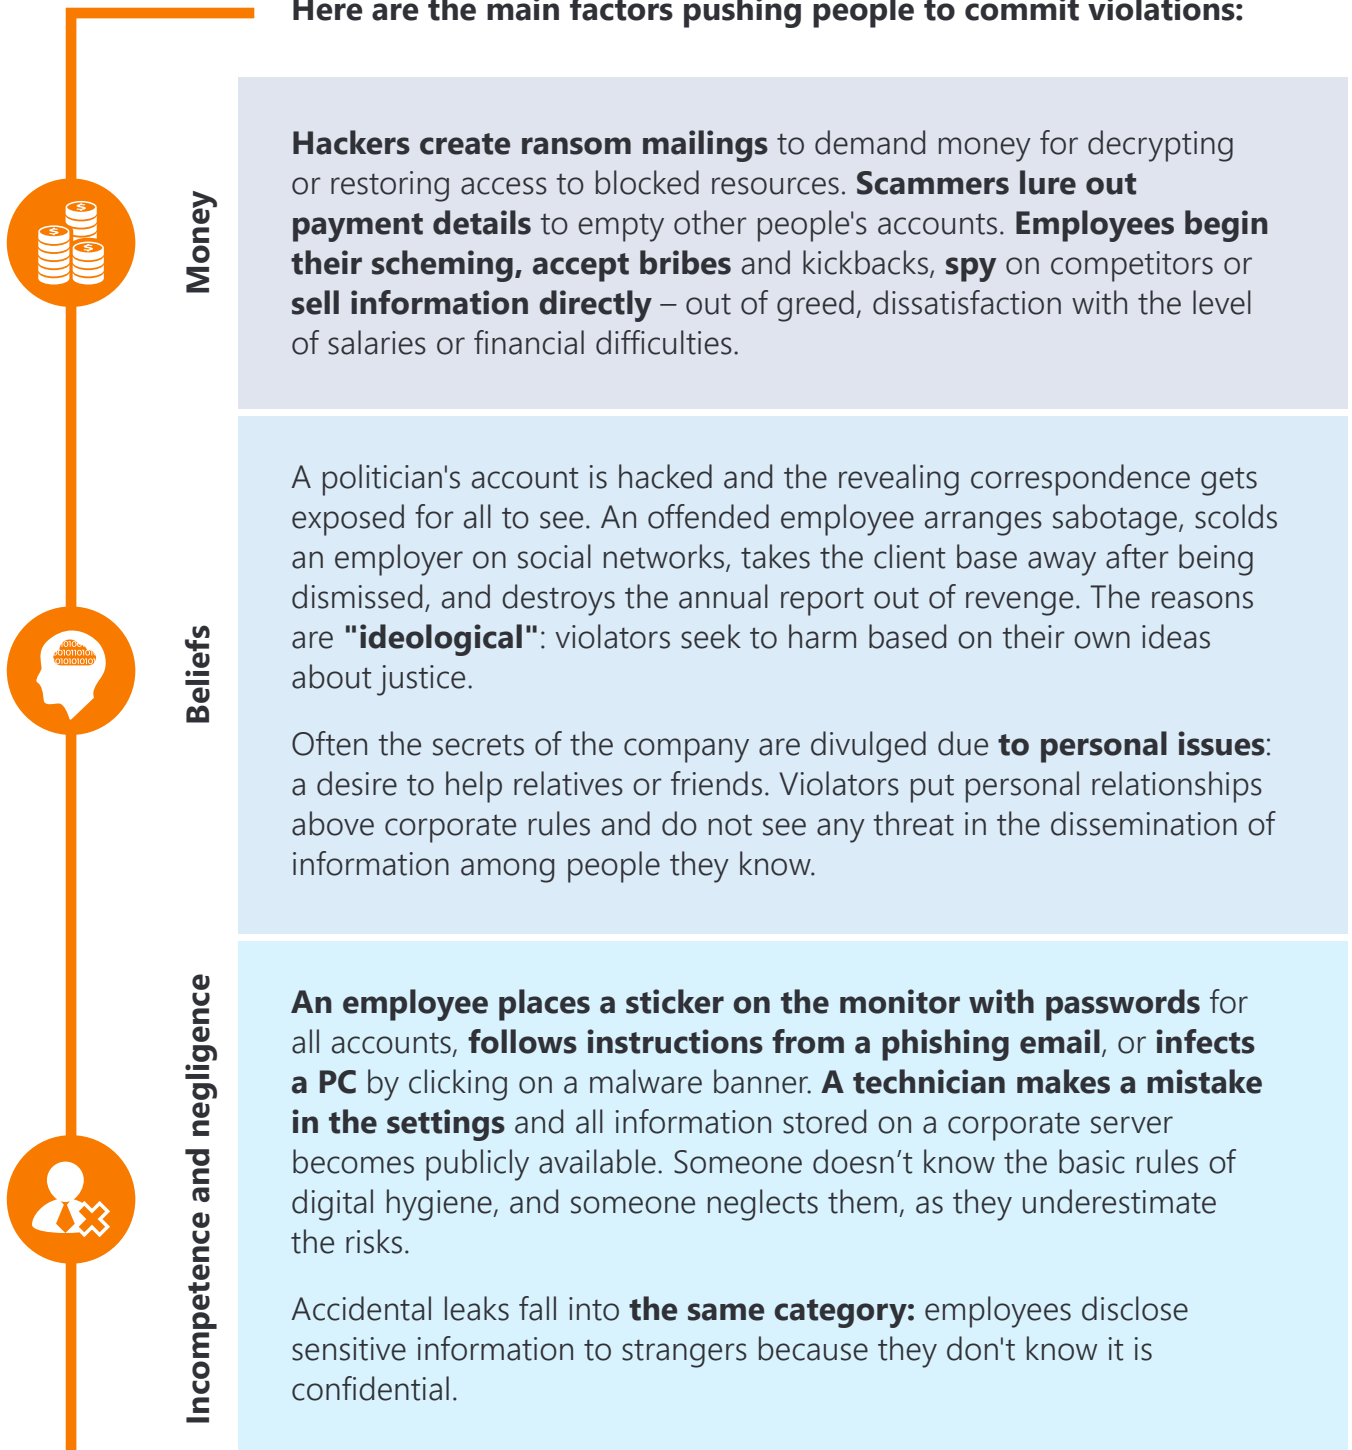 Here are the main factors pushing people to commit violations:
Money
Hackers create ransom mailings to demand money for decrypting
or restoring access to blocked resources. Scammers lure out
payment details to empty other people's accounts. Employees begin
their scheming, accept bribes and kickbacks, spy on competitors or
sell information directly – out of greed, dissatisfaction with the level
of salaries or financial difficulties.
Beliefs
A politician's account is hacked and the revealing correspondence gets
exposed for all to see. An offended employee arranges sabotage, scolds
an employer on social networks, takes the client base away after being
dismissed, and destroys the annual report out of revenge. The reasons
are "ideological": violators seek to harm based on their own ideas
about justice.
Often the secrets of the company are divulged due to personal issues:
a desire to help relatives or friends. Violators put personal relationships
above corporate rules and do not see any threat in the dissemination of
information among people they know.
Incompetence and negligence
An employee places a sticker on the monitor with passwords for
all accounts, follows instructions from a phishing email, or infects
a PC by clicking on a malware banner. A technician makes a mistake
in the settings and all information stored on a corporate server
becomes publicly available. Someone doesn’t know the basic rules of
digital hygiene, and someone neglects them, as they underestimate
the risks.
Accidental leaks fall into the same category: employees disclose
sensitive information to strangers because they don't know it is
confidential.